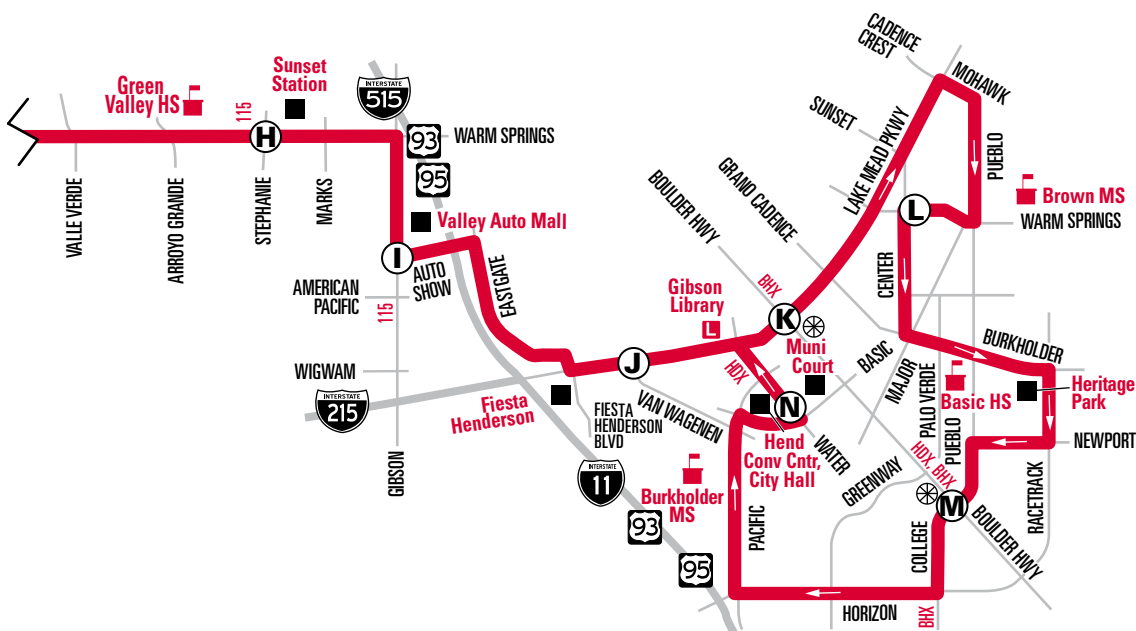 CADENCE
CREST
MOHAWK
Sunset
Station
Green
Valley HS
115
INTERSTATE
515
H
93
WARM SPRINGS
95
SUNSET
LAKE MEAD PKWY
PUEBLO
GRAND CADENCE
BOULDER HWY
Brown MS
L
WARM SPRINGS
VALLE VERDE
ARROYO GRANDE
STEPHANIE
MARKS
Valley Auto Mall
I
AUTO
SHOW
EASTGATE
CENTER
AMERICAN
PACIFIC
115
Gibson
Library
L
BHX
K
Muni
Court
BASIC
MAJOR
BURKHOLDER
WIGWAM
J
HDX
PALO VERDE
Basic HS
Heritage
Park
INTERSTATE
215
Fiesta
Henderson
FIESTA
HENDERSON
BLVD
VAN WAGENEN
N
Hend
Conv Cntr,
City Hall
WATER
PUEBLO
NEWPORT
GIBSON
INTERSTATE
11
Burkholder
MS
GREENWAY
HDX, BHX
RACETRACK
M
BOULDER HWY
93
95
PACIFIC
COLLEGE
HORIZON
BHX